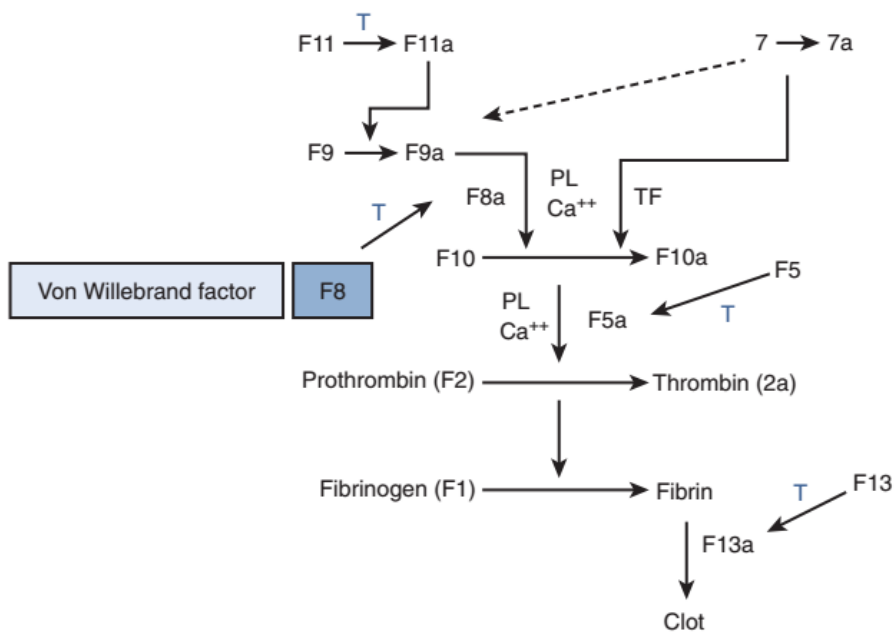 T
F11 F11a
7 7a
F9 F9a
F8a
PL
Ca++
TF
T
F10 F10a
Von Willebrand factor F8
F5
T
PL
Ca++
F5a
Prothrombin (F2) Thrombin (2a)
Fibrinogen (F1) Fibrin
T
F13
F13a
Clot